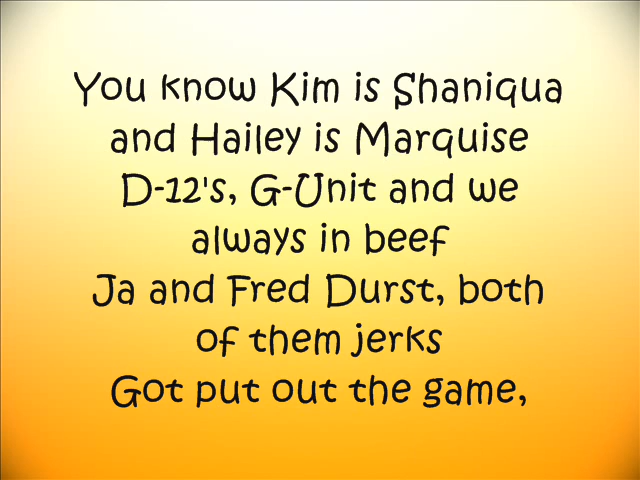 You know Kim is Shaniqua
and Hailey is Marquise
D-12's, G-Unit and we
always in beef
Ja and Fred Durst, both
of them jerks
Got put out the game,